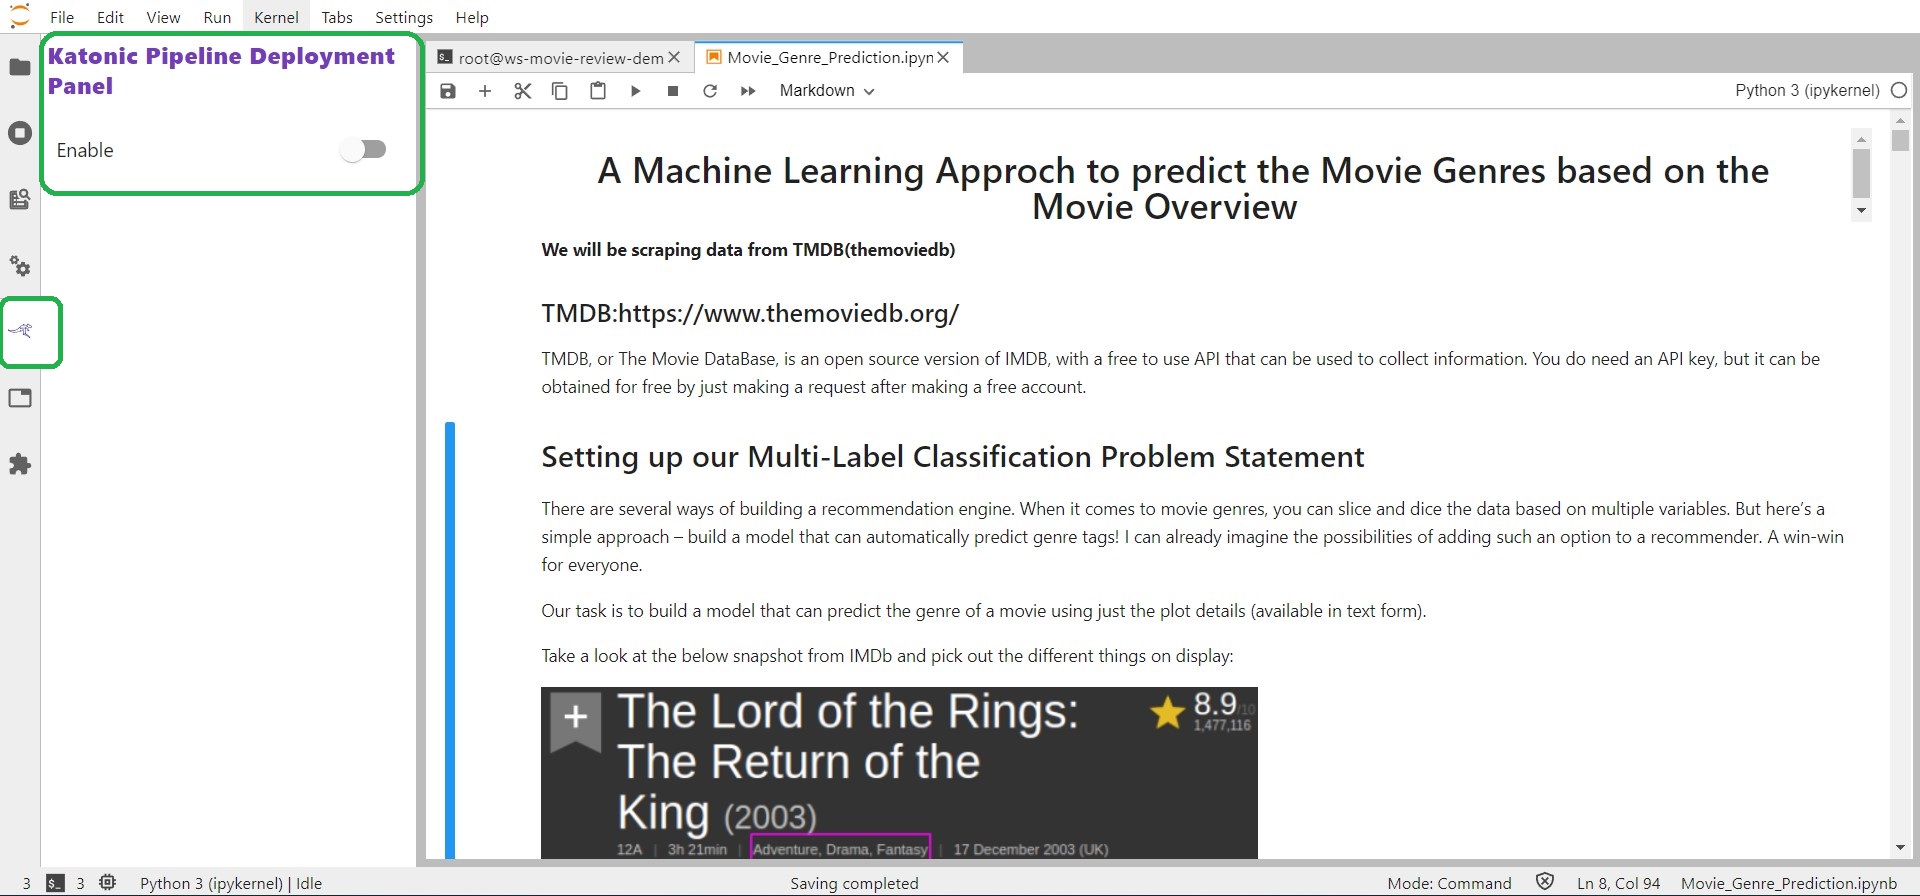 File Edit View Run Kernel Tabs Settings Help
Katonic Pipeline Deployment
Panel
Enable
root@ws-movie-review-dem
Movie_Genre_Prediction.ipyn
Markdown
Python 3 (ipykernel)
A Machine Learning Approch to predict the Movie Genres based on the
Movie Overview
We will be scraping data from TMDB(themoviedb)
TMDB:https://www.themoviedb.org/
TMDB, or The Movie DataBase, is an open source version of IMDB, with a free to use API that can be used to collect information. You do need an API key, but it can be
obtained for free by just making a request after making a free account.
Setting up our Multi-Label Classification Problem Statement
There are several ways of building a recommendation engine. When it comes to movie genres, you can slice and dice the data based on multiple variables. But here’s a
simple approach – build a model that can automatically predict genre tags! I can already imagine the possibilities of adding such an option to a recommender. A win-win
for everyone.
Our task is to build a model that can predict the genre of a movie using just the plot details (available in text form).
Take a look at the below snapshot from IMDb and pick out the different things on display:
The Lord of the Rings:
The Return of the
King (2003)
8.9/10
1,477,116
12A | 3h 21min | Adventure, Drama, Fantasy | 17 December 2003 (UK)
3 $_ 3 Python 3 (ipykernel) | Idle
Saving completed
Mode: Command Ln 8, Col 94 Movie_Genre_Prediction.ipynb